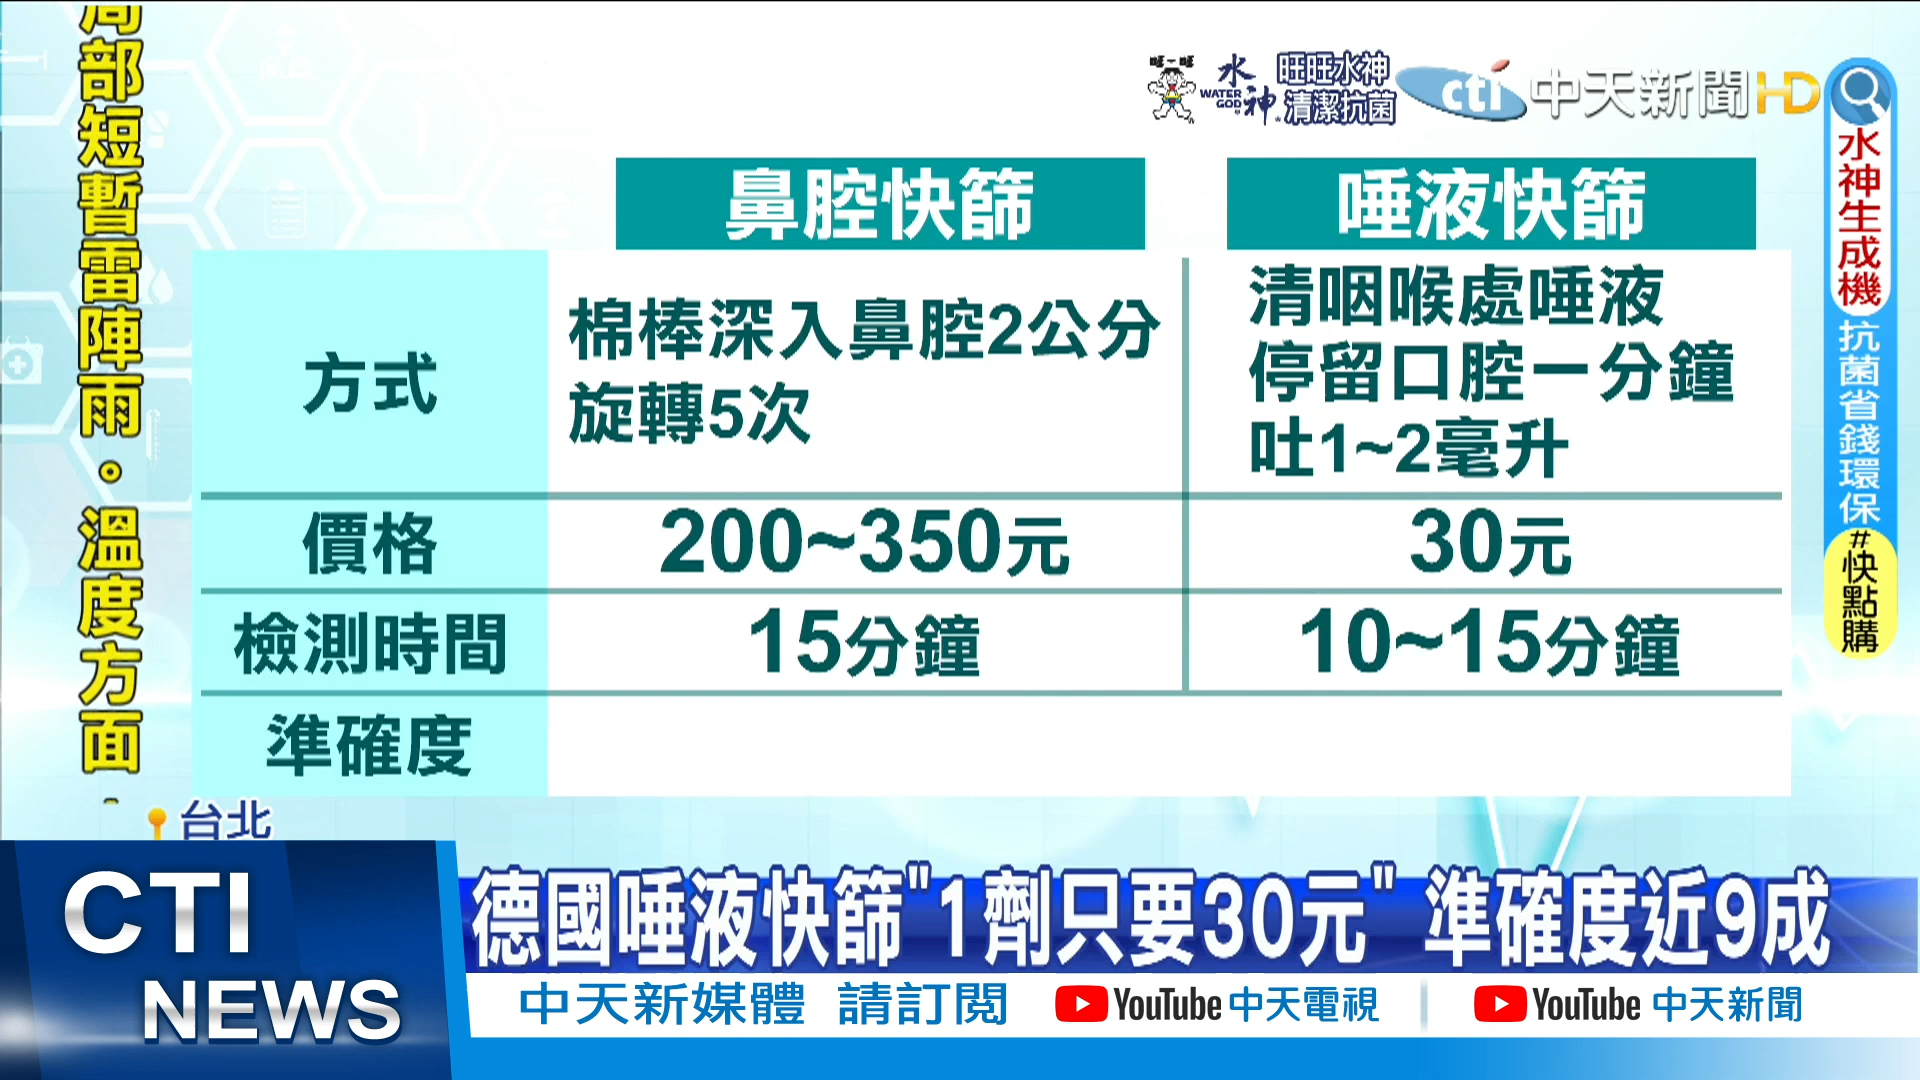 局部短暫雷陣雨。溫度方面，
旺旺水神
水神
WATER
GOD
清潔抗菌
cti 中天新聞HD
水神生成機
抗菌省錢環保
#快點購
鼻腔快篩
唾液快篩
方式
棉棒深入鼻腔2公分
旋轉5次
清咽喉處唾液
停留口腔一分鐘
吐1~2毫升
價格
200~350元
30元
檢測時間
15分鐘
10~15分鐘
準確度
台北
CTI
NEWS
德國唾液快篩"1劑只要30元" 準確度近9成
中天新媒體 請訂閱 YouTube 中天電視 YouTube 中天新聞